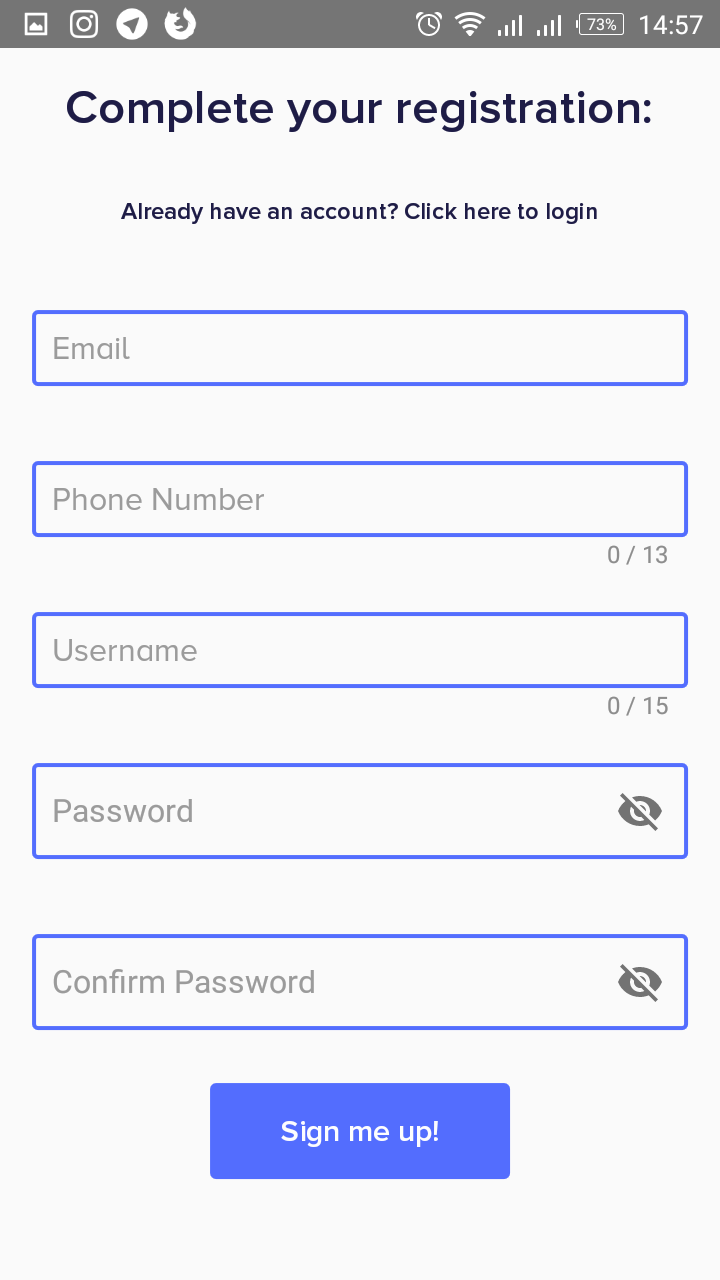 73%
14:57
Complete your registration:
Already have an account? Click here to login
Email
Phone Number
0 / 13
Username
0 / 15
Password
Confirm Password
Sign me up!